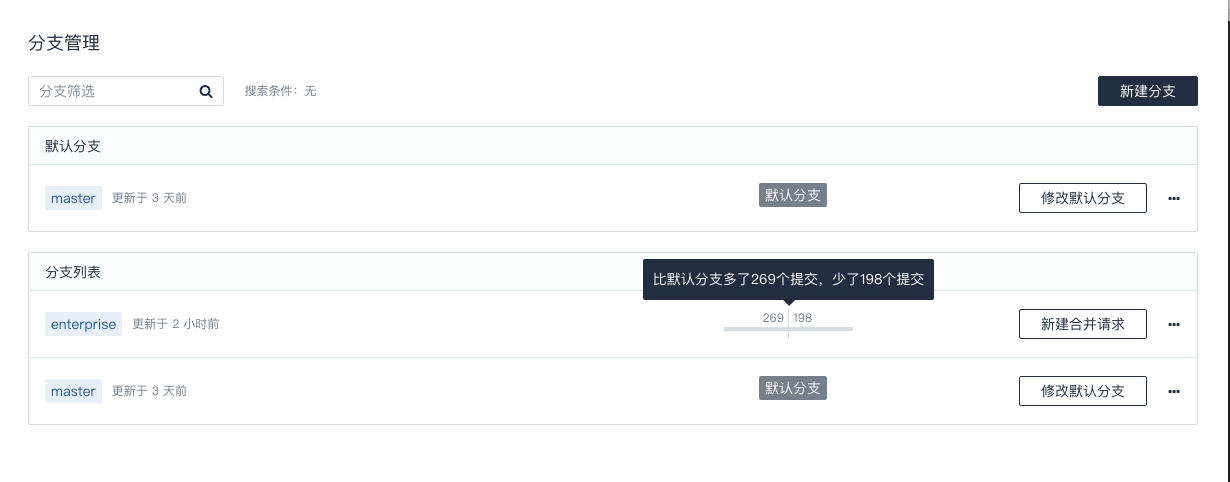 分支管理
分支筛选
搜索条件：无
新建分支
默认分支
master 更新于 3 天前
默认分支
修改默认分支
分支列表
比默认分支多了269个提交，少了198个提交
enterprise 更新于 2 小时前
269 198
新建合并请求
master 更新于 3 天前
默认分支
修改默认分支